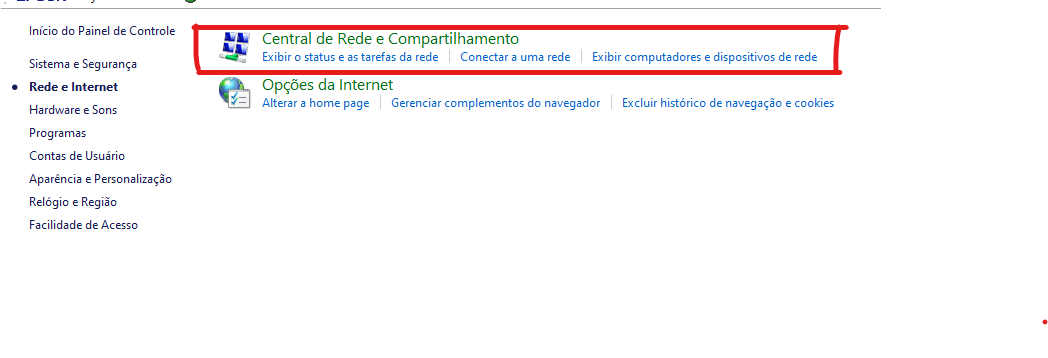 Início do Painel de Controle
Sistema e Segurança
Rede e Internet
Hardware e Sons
Programas
Contas de Usuário
Aparência e Personalização
Relógio e Região
Facilidade de Acesso
Central de Rede e Compartilhamento
Exibir o status e as tarefas da rede Conectar a uma rede Exibir computadores e dispositivos de rede
Opções da Internet
Alterar a home page Gerenciar complementos do navegador Excluir histórico de navegação e cookies